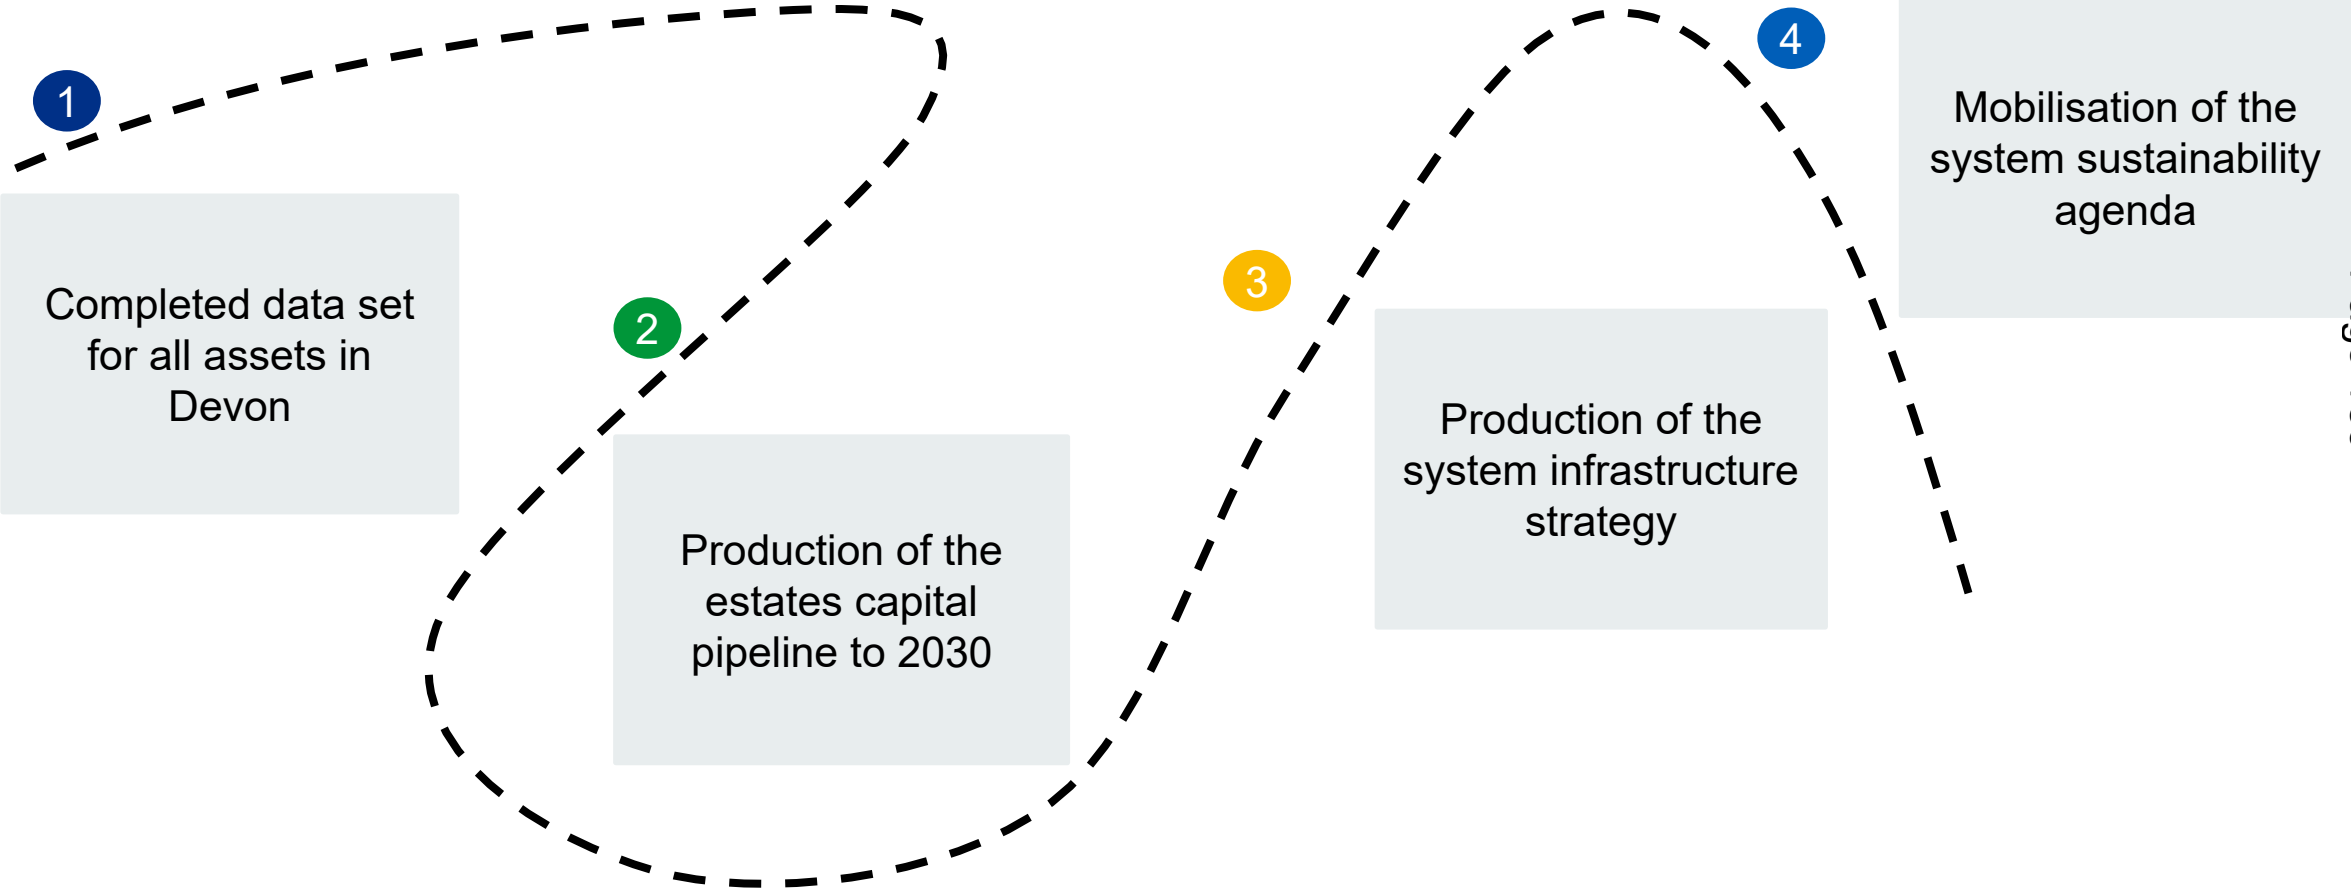 1
Completed data set
for all assets in
Devon
2
Production of the
estates capital
pipeline to 2030
3
Production of the
system infrastructure
strategy
4
Mobilisation of the
system sustainability
agenda